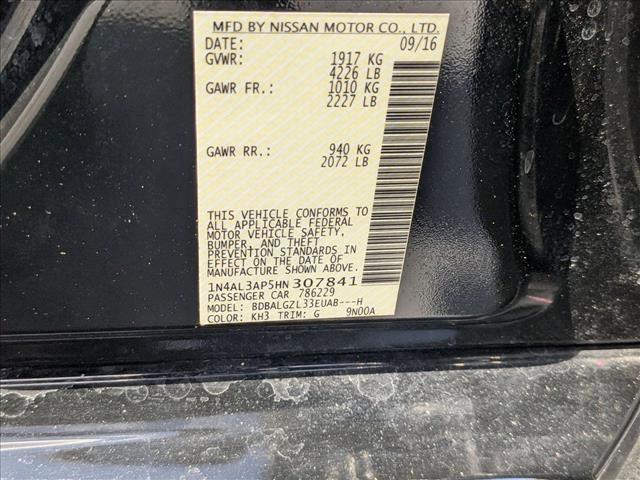 MFD BY NISSAN MOTOR CO., LTD.
DATE: 09/16
GVWR: 1917 KG
4226 LB
GAWR FR.: 1010 KG
2227 LB
GAWR RR.: 940 KG
2072 LB
THIS VEHICLE CONFORMS TO
ALL APPLICABLE FEDERAL
MOTOR VEHICLE SAFETY,
BUMPER, AND THEFT
PREVENTION STANDARDS IN
EFFECT ON THE DATE OF
MANUFACTURE SHOWN ABOVE.
1N4AL3AP5HN307841
PASSENGER CAR 786229
MODEL: BDBALGZL33EUAB---H
COLOR: KH3 TRIM: G 9N00A